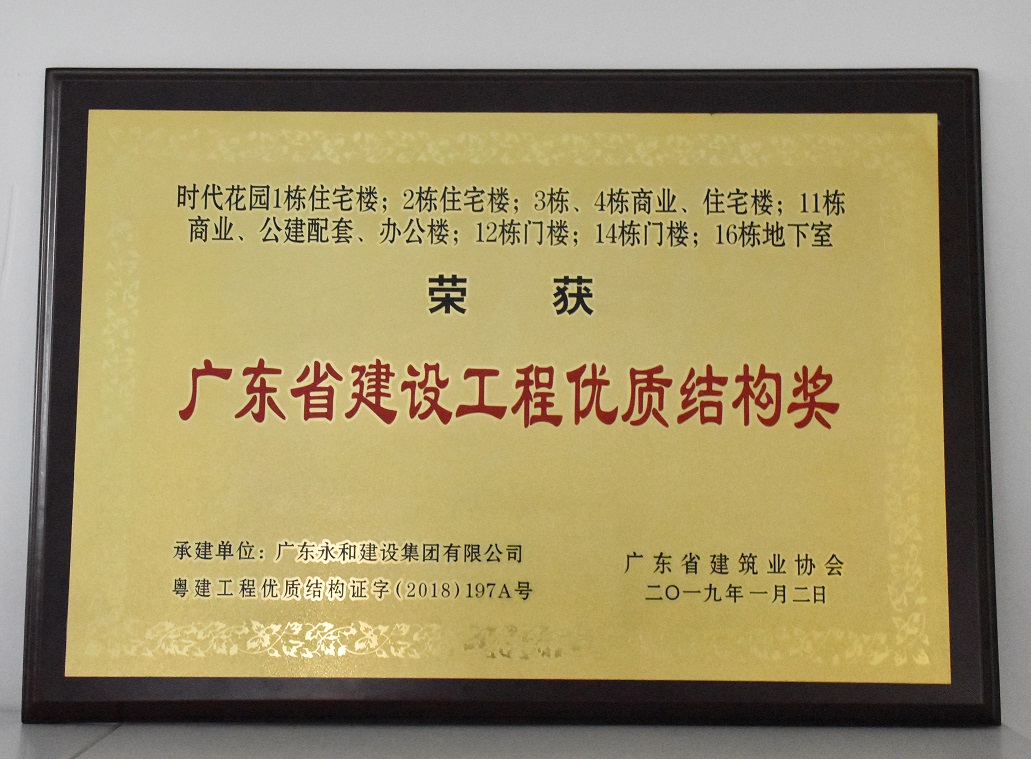 时代花园1栋住宅楼；2栋住宅楼；3栋、4栋商业、住宅楼；11栋
商业、公建配套、办公楼；12栋门楼；14栋门楼；16栋地下室
荣 获
广东省建设工程优质结构奖
承建单位：广东永和建设集团有限公司
粤建工程优质结构证字(2018)197A号
广东省建筑业协会
二〇一九年一月二日